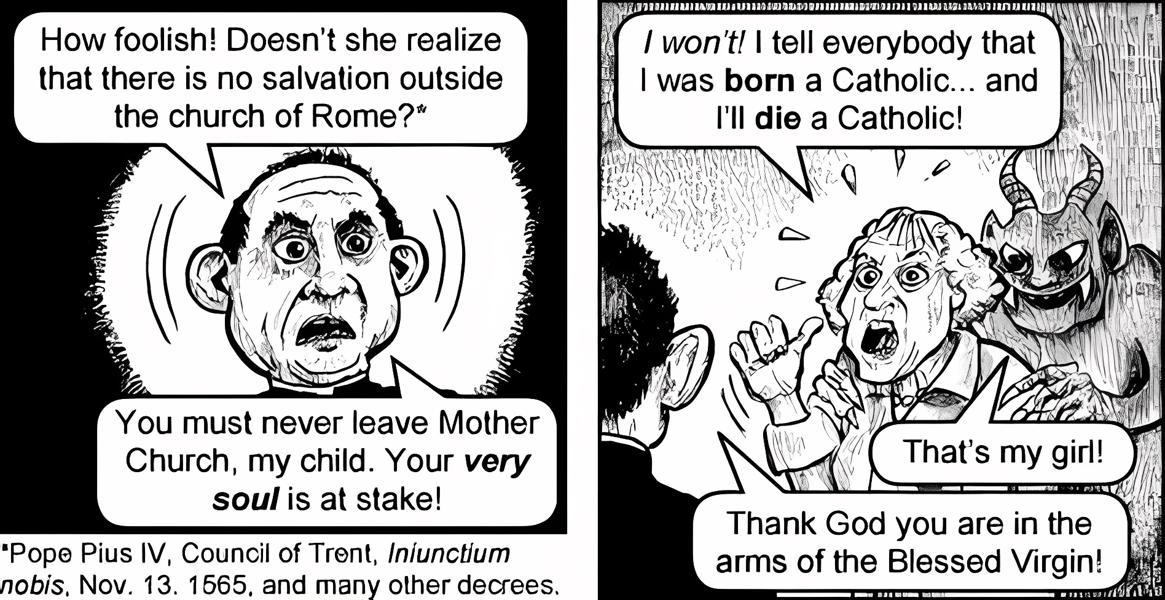 How foolish! Doesn't she realize
that there is no salvation outside
the church of Rome?*
You must never leave Mother
Church, my child. Your very
soul is at stake!
*Pope Pius IV, Council of Trent, Iniunctium
nobis, Nov. 13. 1565, and many other decrees.
I won't! I tell everybody that
I was born a Catholic... and
I'll die a Catholic!
That's my girl!
Thank God you are in the
arms of the Blessed Virgin!